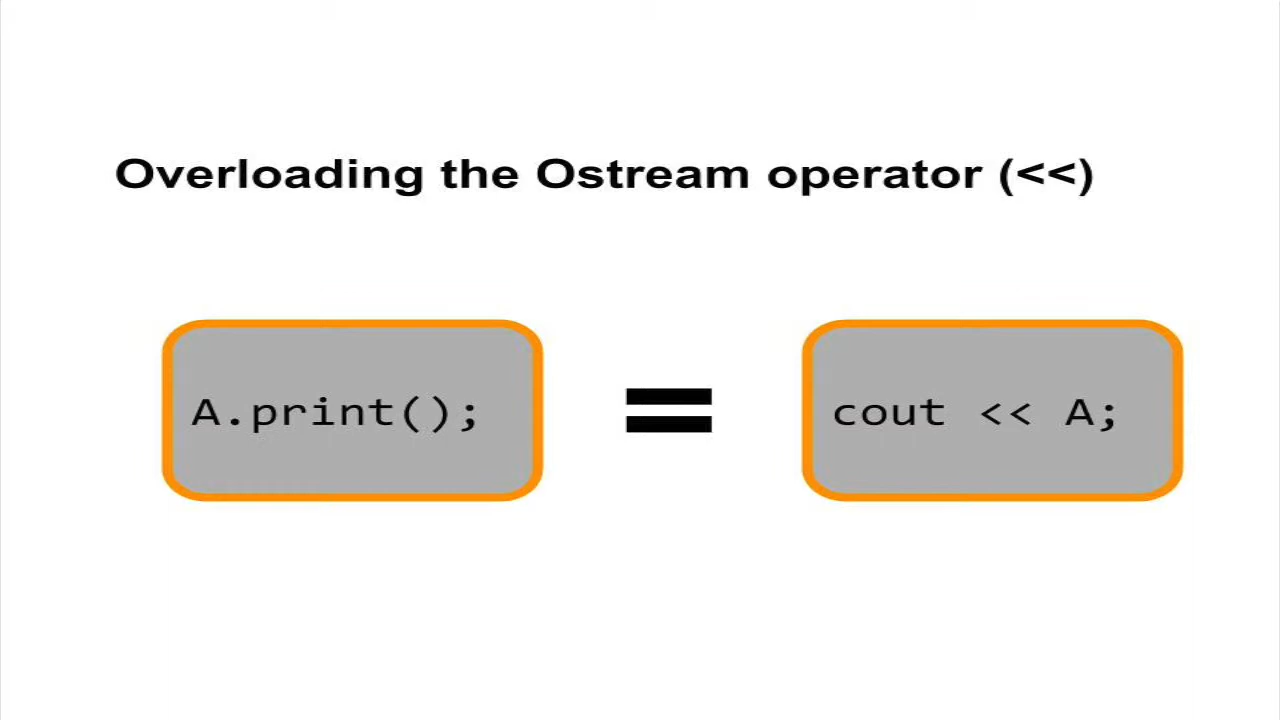 Overloading the Ostream operator (<<)
A.print(); = cout << A;